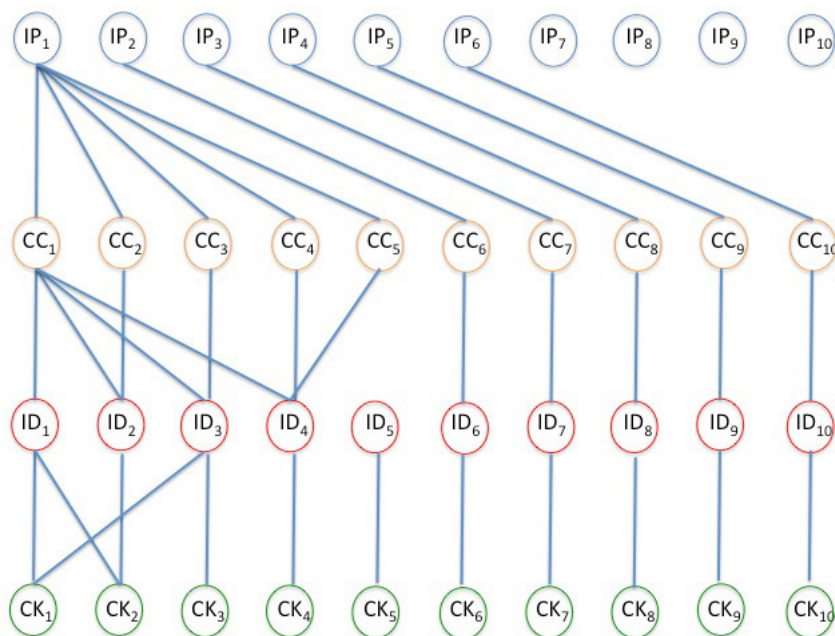 IP1 IP2 IP3 IP4 IP5 IP6 IP7 IP8 IP9 IP10
CC1 CC2 CC3 CC4 CC5 CC6 CC7 CC8 CC9 CC10
ID1 ID2 ID3 ID4 ID5 ID6 ID7 ID8 ID9 ID10
CK1 CK2 CK3 CK4 CK5 CK6 CK7 CK8 CK9 CK10